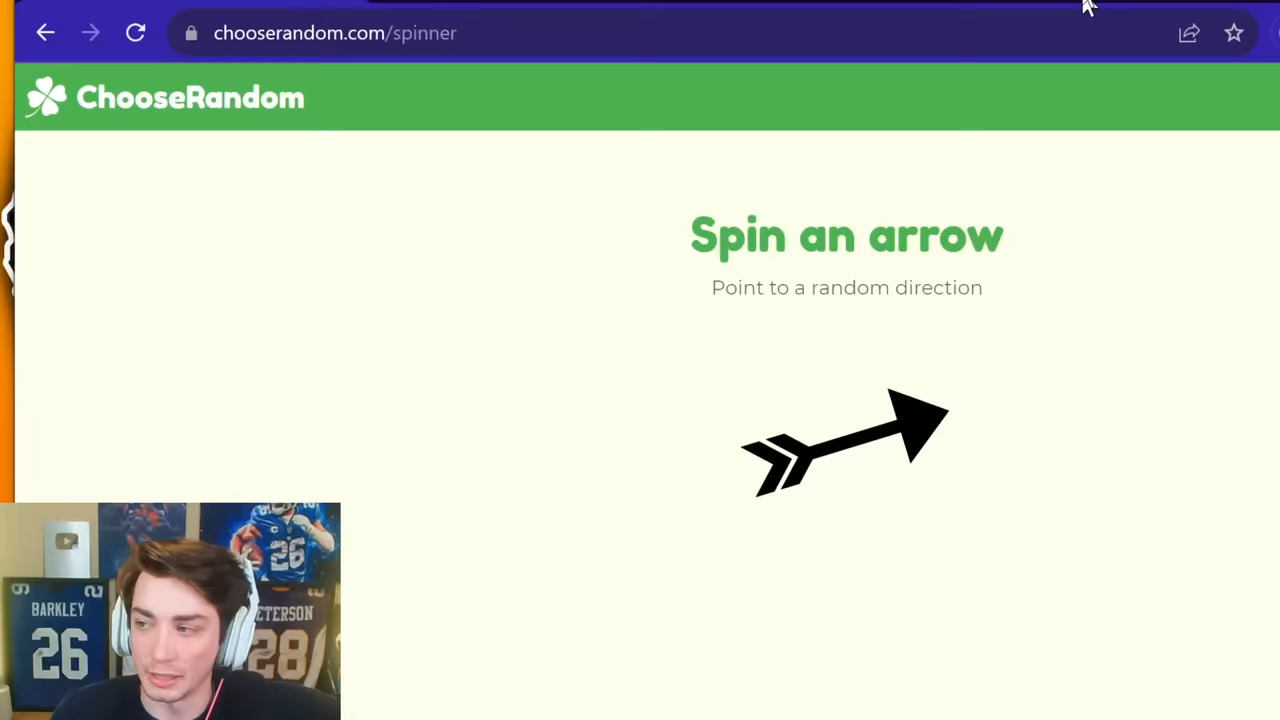 chooserandom.com/spinner
ChooseRandom
Spin an arrow
Point to a random direction
26
BARKLEY
26
ETERSON
28